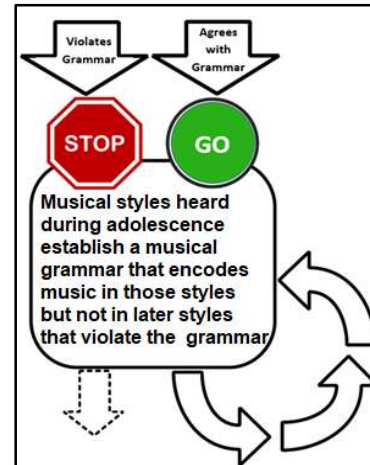 Violates
Grammar
Agrees
with
Grammar
STOP
GO
Musical styles heard
during adolescence
establish a musical
grammar that encodes
music in those styles
but not in later styles
that violate the grammar